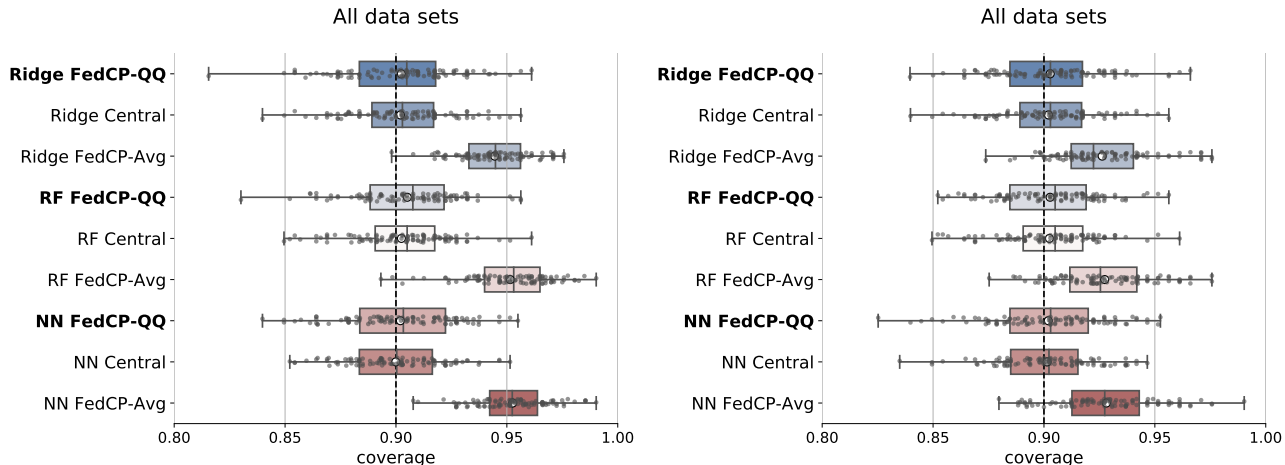 All data sets
Ridge FedCP-QQ
Ridge Central
Ridge FedCP-Avg
RF FedCP-QQ
RF Central
RF FedCP-Avg
NN FedCP-QQ
NN Central
NN FedCP-Avg
0.80 0.85 0.90 0.95 1.00
coverage
All data sets
Ridge FedCP-QQ
Ridge Central
Ridge FedCP-Avg
RF FedCP-QQ
RF Central
RF FedCP-Avg
NN FedCP-QQ
NN Central
NN FedCP-Avg
0.80 0.85 0.90 0.95 1.00
coverage